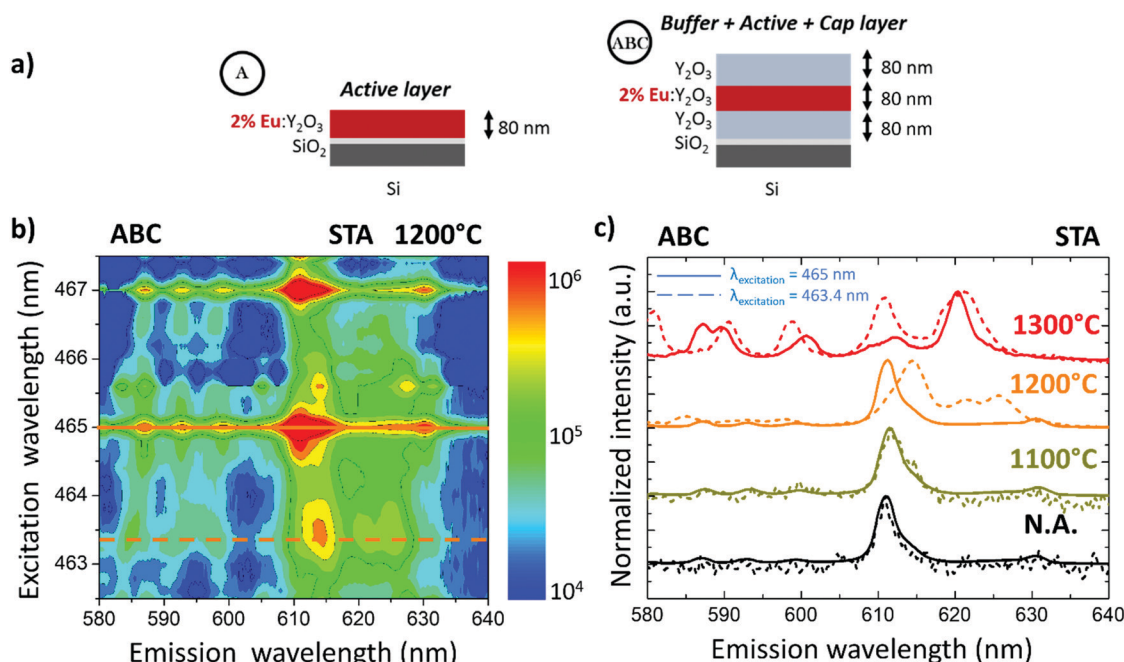 a)
A
Active layer
2% Eu:Y₂O₃
SiO₂
80 nm
Si
ABC
Buffer + Active + Cap layer
Y₂O₃
80 nm
2% Eu:Y₂O₃
80 nm
Y₂O₃
80 nm
SiO₂
Si
b)
ABC STA 1200°C
Excitation wavelength (nm)
467
466
465
464
463
580 590 600 610 620 630 640
Emission wavelength (nm)
10⁶
10⁵
10⁴
c)
ABC STA
Normalized intensity (a.u.)
λexcitation = 465 nm
λexcitation = 463.4 nm
1300°C
1200°C
1100°C
N.A.
580 590 600 610 620 630 640
Emission wavelength (nm)